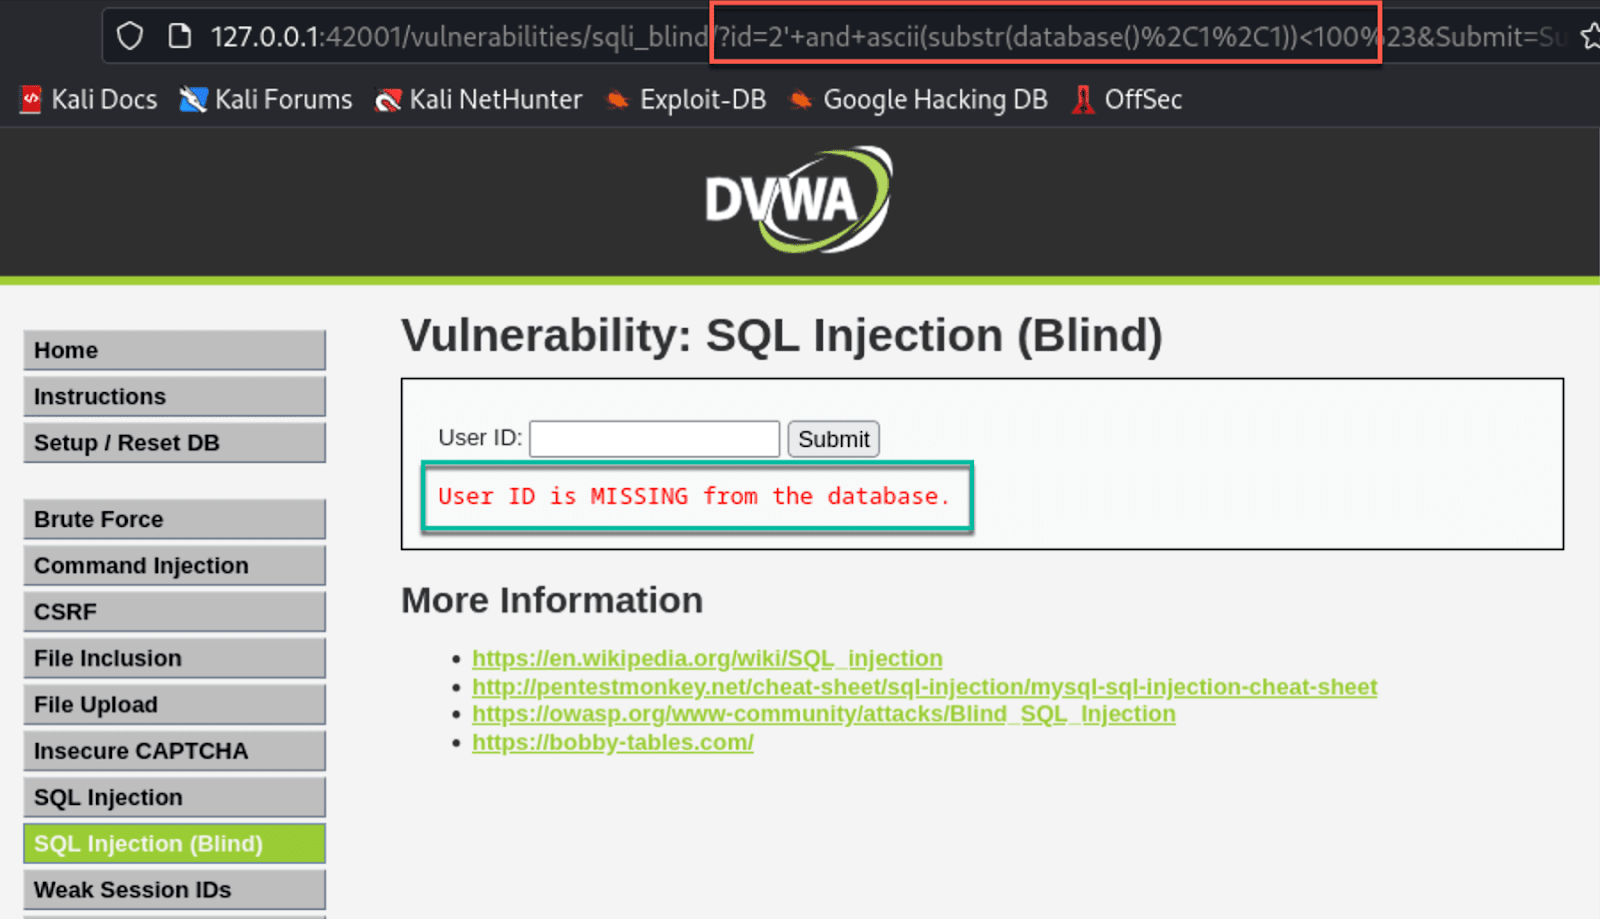 127.0.0.1:42001/vulnerabilities/sqli_blind/?id=2'+and+ascii(substr(database()%2C1%2C1))<100%23&Submit=Su
Kali Docs Kali Forums Kali NetHunter Exploit-DB Google Hacking DB OffSec
DVWA
Vulnerability: SQL Injection (Blind)
Home
Instructions
Setup / Reset DB
Brute Force
Command Injection
CSRF
File Inclusion
File Upload
Insecure CAPTCHA
SQL Injection
SQL Injection (Blind)
Weak Session IDs
User ID: Submit
User ID is MISSING from the database.
More Information
https://en.wikipedia.org/wiki/SQL_injection
http://pentestmonkey.net/cheat-sheet/sql-injection/mysql-sql-injection-cheat-sheet
https://owasp.org/www-community/attacks/Blind_SQL_Injection
https://bobby-tables.com/